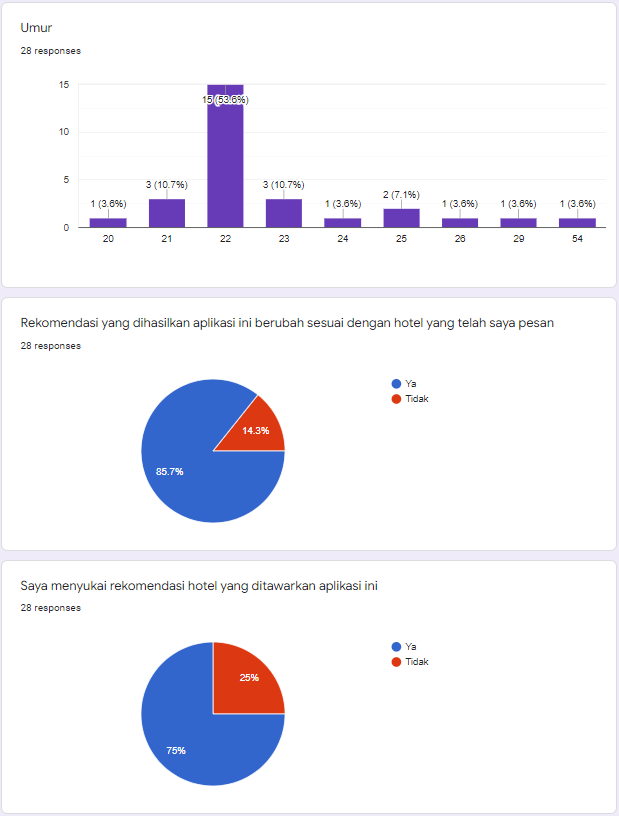 Umur
28 responses
15
10
5
0
1 (3.6%)
3 (10.7%)
15 (53.6%)
3 (10.7%)
1 (3.6%)
2 (7.1%)
1 (3.6%)
1 (3.6%)
1 (3.6%)
20 21 22 23 24 25 26 29 54
Rekomendasi yang dihasilkan aplikasi ini berubah sesuai dengan hotel yang telah saya pesan
28 responses
Ya
Tidak
14.3%
85.7%
Saya menyukai rekomendasi hotel yang ditawarkan aplikasi ini
28 responses
Ya
Tidak
25%
75%